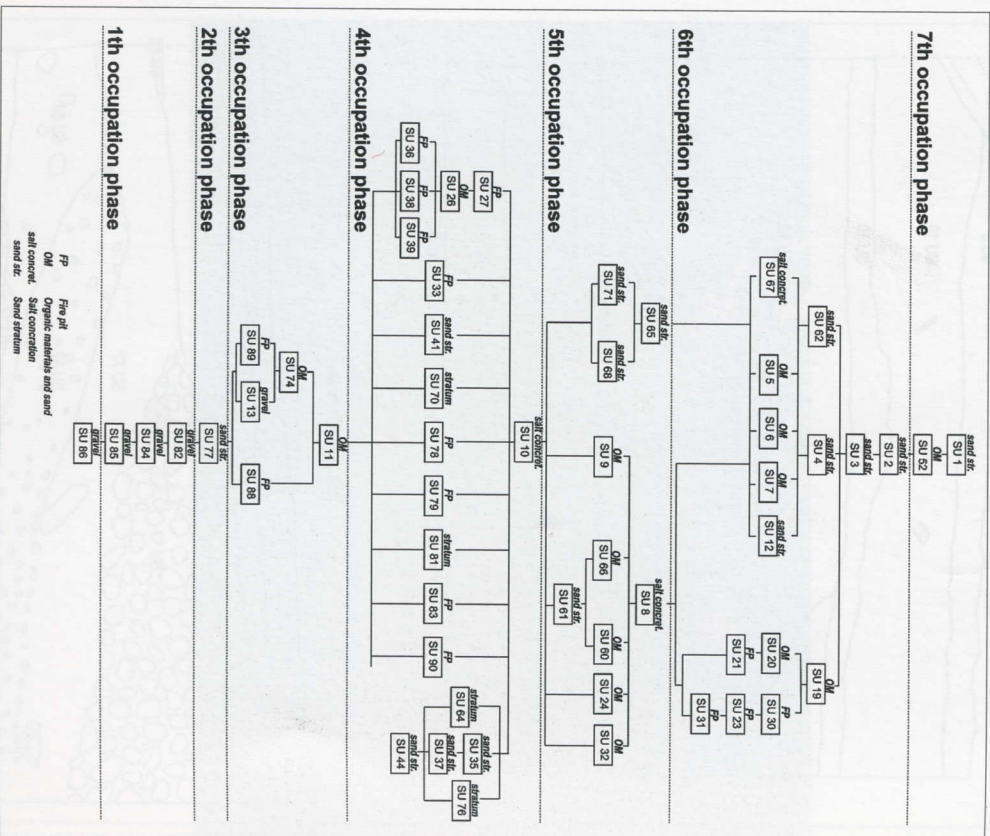 7th occupation phase
sand str.
SU 1
SU 52
OM
sand str.
SU 2
sand str.
SU 3
sand str.
SU 62
sand str.
SU 4
OM
SU 19
salt concret.
SU 67
OM
SU 5
OM
SU 6
OM
SU 7
sand str.
SU 12
OM
SU 20
FP
SU 30
SU 21
FP
SU 23
FP
SU 31
FP
6th occupation phase
sand str.
SU 65
salt concret.
SU 8
sand str.
SU 71
sand str.
SU 68
OM
SU 9
OM
SU 66
OM
SU 60
OM
SU 24
OM
SU 32
sand str.
SU 61
5th occupation phase
salt concret.
SU 10
FP
SU 27
OM
SU 26
FP
SU 36
FP
SU 38
FP
SU 39
FP
SU 33
sand str.
SU 41
stratum
SU 70
FP
SU 78
FP
SU 79
stratum
SU 81
FP
SU 83
FP
SU 90
stratum
SU 64
sand str.
SU 35
sand str.
SU 37
stratum
SU 76
sand str.
SU 44
4th occupation phase
OM
SU 11
OM
SU 74
FP
SU 89
gravel
SU 13
FP
SU 88
3th occupation phase
sand str.
SU 77
2th occupation phase
gravel
SU 82
gravel
SU 84
gravel
SU 85
1th occupation phase
gravel
SU 86
FP Fire pit
OM Organic materials and sand
salt concret. Salt concration
sand str. Sand stratum